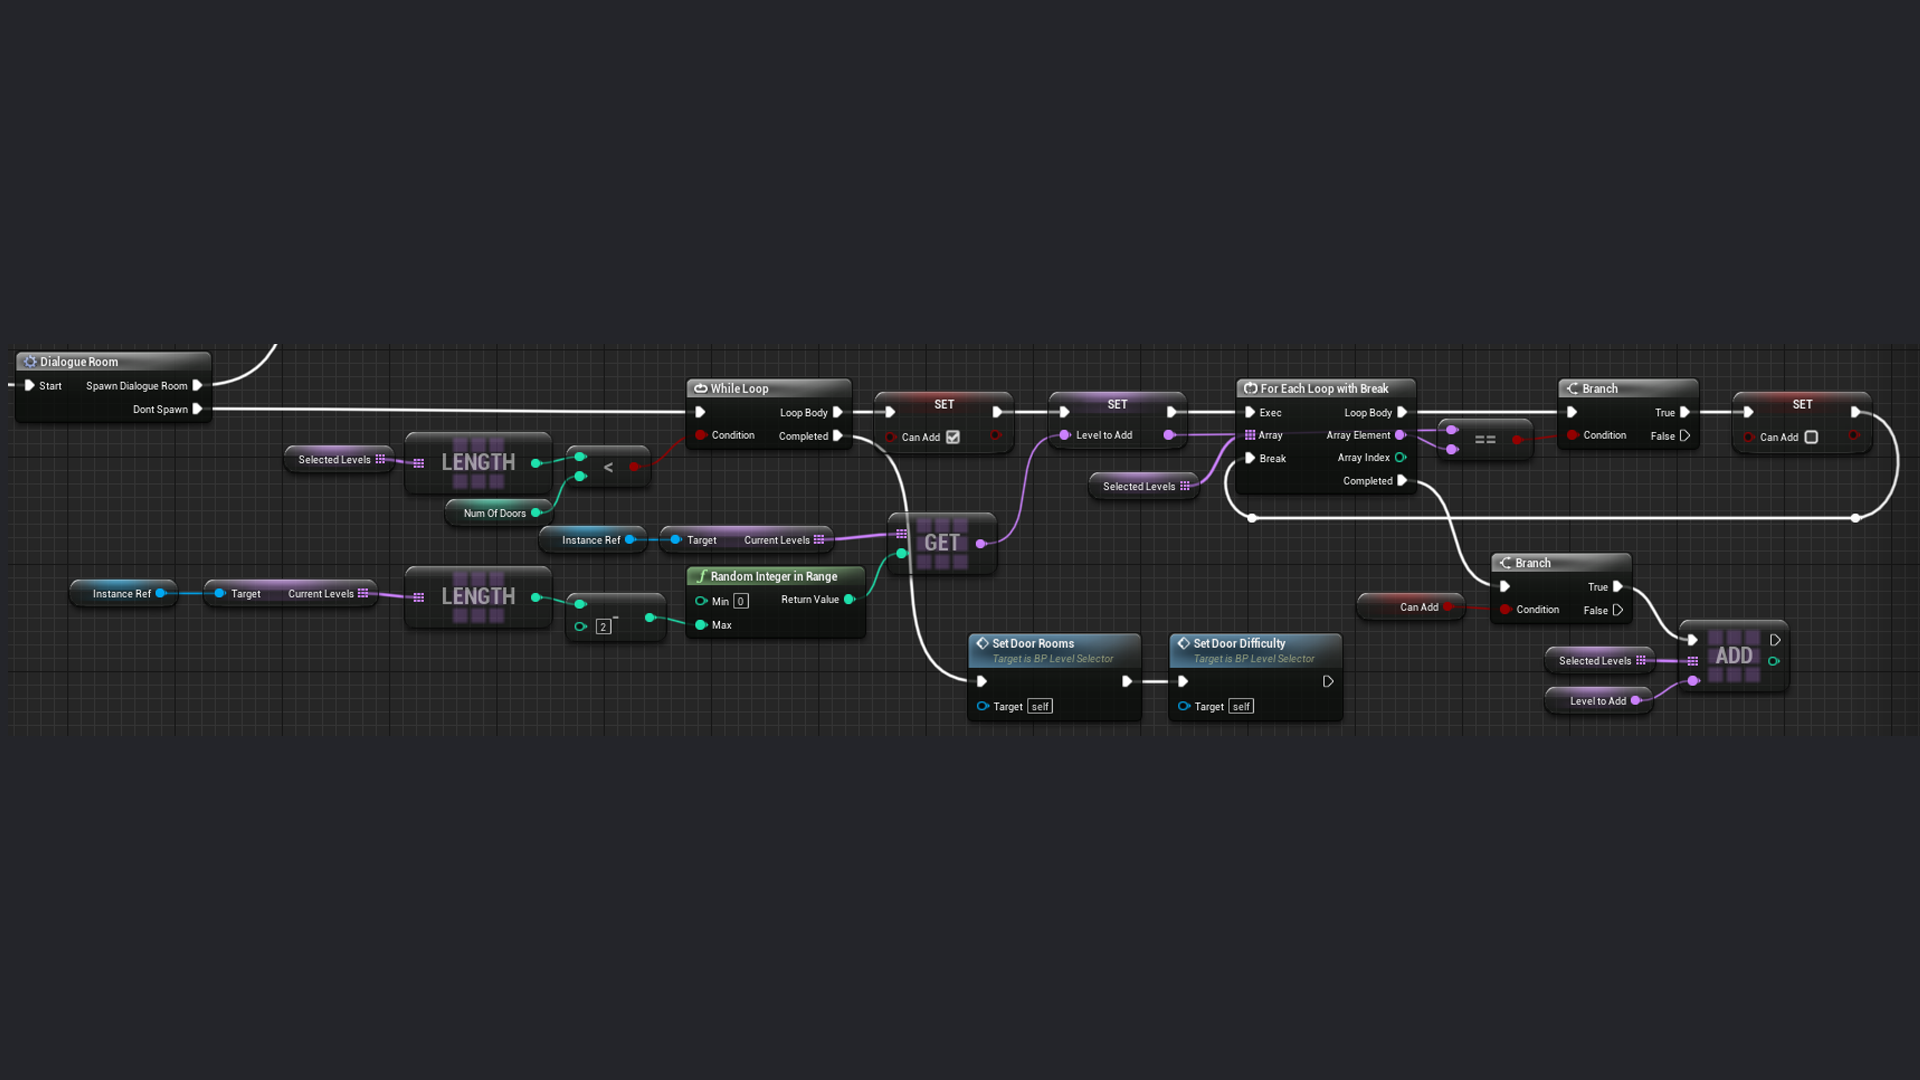 Dialogue Room
Start
Spawn Dialogue Room
Dont Spawn
While Loop
Loop Body
Condition
Completed
SET
Can Add
SET
Level to Add
For Each Loop with Break
Exec
Loop Body
Array
Array Element
Break
Array Index
Completed
==
Branch
True
Condition
False
SET
Can Add
Selected Levels
LENGTH
<
Num Of Doors
Selected Levels
Instance Ref
Target
Current Levels
GET
Instance Ref
Target
Current Levels
LENGTH
2
-
f Random Integer in Range
Min 0
Return Value
Max
Branch
True
Can Add
Condition
False
Set Door Rooms
Target is BP Level Selector
Target self
Set Door Difficulty
Target is BP Level Selector
Target self
Selected Levels
ADD
Level to Add